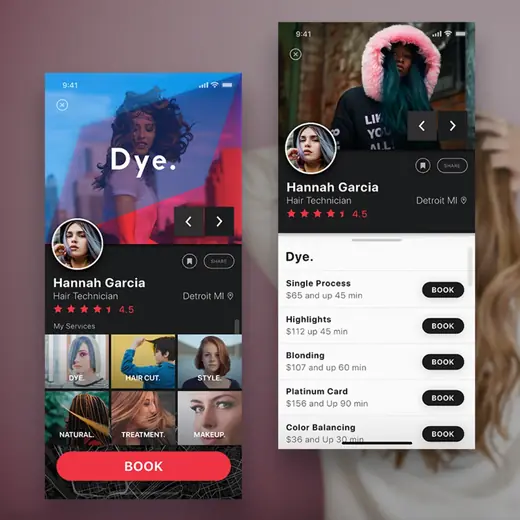 9:41
Dye.
SHARE
Hannah Garcia
Hair Technician
Detroit MI
4.5
My Services
DYE.
HAIR CUT.
STYLE.
NATURAL.
TREATMENT.
MAKEUP.
BOOK
9:41
LIK
YOU
ALL
SHARE
Hannah Garcia
Hair Technician
Detroit MI
4.5
Dye.
Single Process
$65 and up 45 min
BOOK
Highlights
$112 up 45 min
BOOK
Blonding
$107 and up 60 min
BOOK
Platinum Card
$156 and Up 90 min
BOOK
Color Balancing
$36 and Up 30 min
BOOK